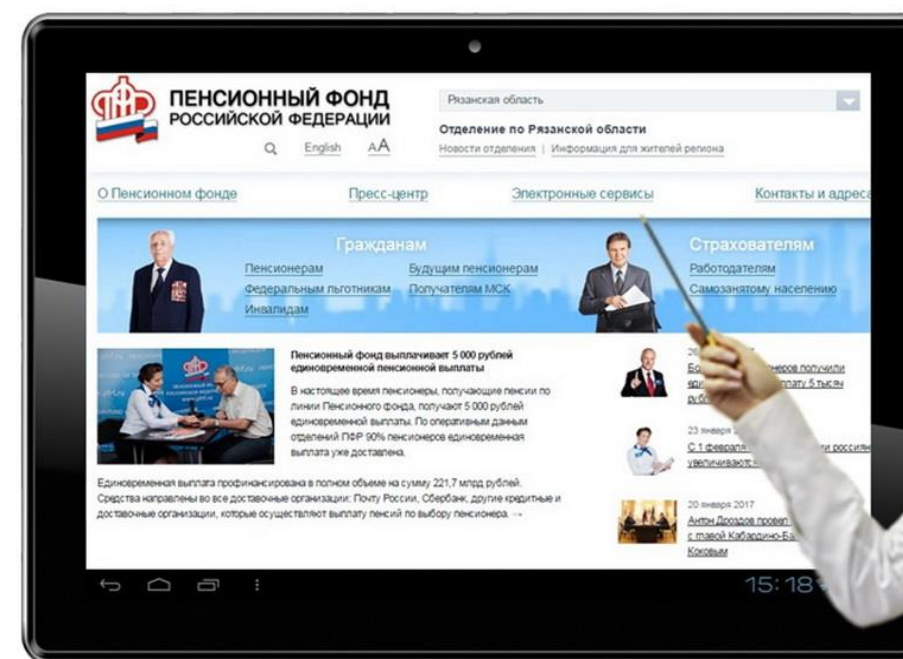 ПЕНСИОННЫЙ ФОНД
РОССИЙСКОЙ ФЕДЕРАЦИИ
English AA
Рязанская область
Отделение по Рязанской области
Новости отделения | Информация для жителей региона
О Пенсионном фонде Пресс-центр Электронные сервисы Контакты и адреса
Гражданам
Пенсионерам Будущим пенсионерам
Федеральным льготникам Получателям МСК
Инвалидам
Страхователям
Работодателям
Самозанятому населению
Пенсионный фонд выплачивает 5 000 рублей
единовременной пенсионной выплаты
В настоящее время пенсионеры, получающие пенсии по
линии Пенсионного фонда, получают 5 000 рублей
единовременной выплаты. По оперативным данным
отделений ПФР 90% пенсионеров единовременная
выплата уже доставлена.
Единовременная выплата профинансирована в полном объеме на сумму 221,7 млрд рублей.
Средства направлены во все доставочные организации: Почту России, Сбербанк, другие кредитные и
доставочные организации, которые осуществляют выплату пенсий по выбору пенсионера. →
получили
5 тысяч
23 января
С 1 февраля россиян
увеличиваются
20 января 2017
Антон Дроздов провел
с главой
Коковым
15:18